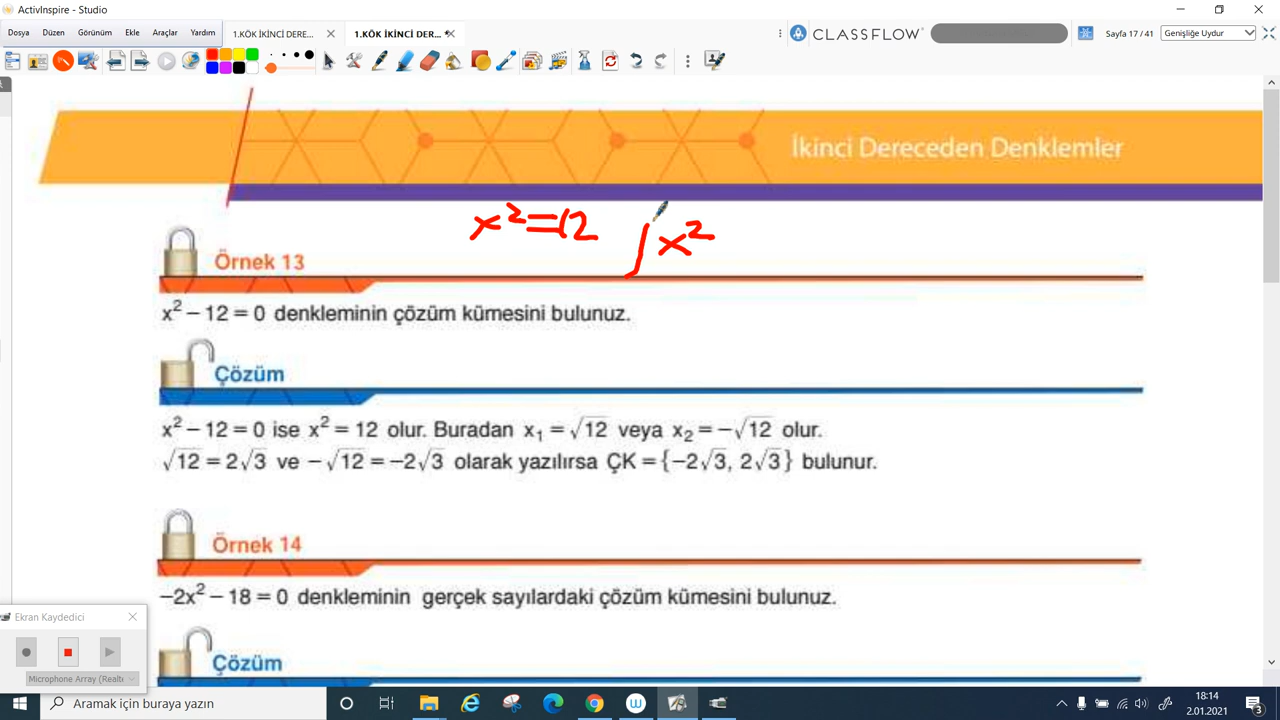 ActivInspire - Studio
Dosya Düzen Görünüm Ekle Araçlar Yardım
1.KÖK İKİNCİ DERE...
1.KÖK İKİNCİ DER...
CLASSFLOW
Sayfa 17 / 41
Genişliğe Uydur
İkinci Dereceden Denklemler
x² = 12
x²
Örnek 13
x² − 12 = 0 denkleminin çözüm kümesini bulunuz.
Çözüm
x² − 12 = 0 ise x² = 12 olur. Buradan x₁ = √12 veya x₂ = −√12 olur.
√12 = 2√3 ve −√12 = −2√3 olarak yazılırsa ÇK = {−2√3, 2√3} bulunur.
Örnek 14
−2x² − 18 = 0 denkleminin gerçek sayılardaki çözüm kümesini bulunuz.
Çözüm
Ekran Kaydedici
Microphone Array (Realte
Aramak için buraya yazın
18:14
2.01.2021
3